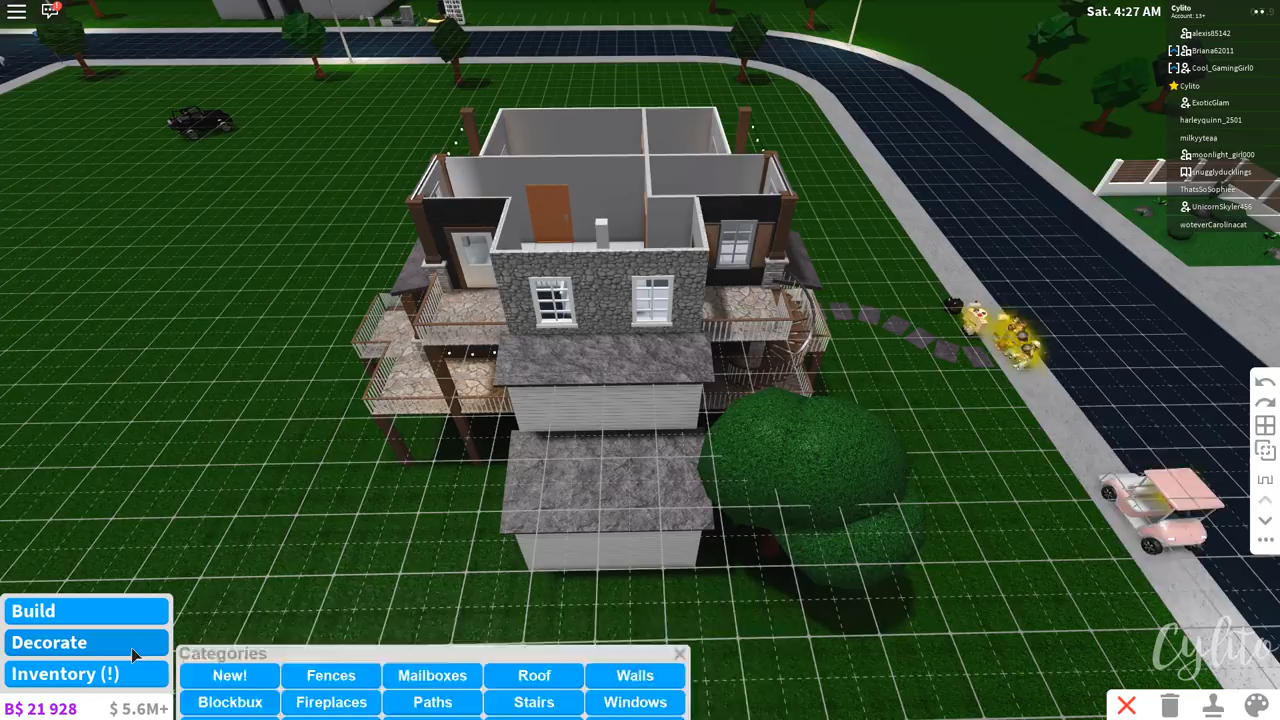 Sat. 4:27 AM
Cylito
Account: 13+
alexis85142
Briana62011
Cool_GamingGirl0
Cylito
ExoticGlam
harleyquinn_2501
milkyyteaa
moonlight_girl000
snugglyducklings
ThatsSoSophiee
UnicornSkyler456
woteverCarolinacat
Build
Decorate
Inventory (!)
B$ 21 928
$ 5.6M+
Categories
New!
Fences
Mailboxes
Roof
Walls
Blockbux
Fireplaces
Paths
Stairs
Windows
Cylito